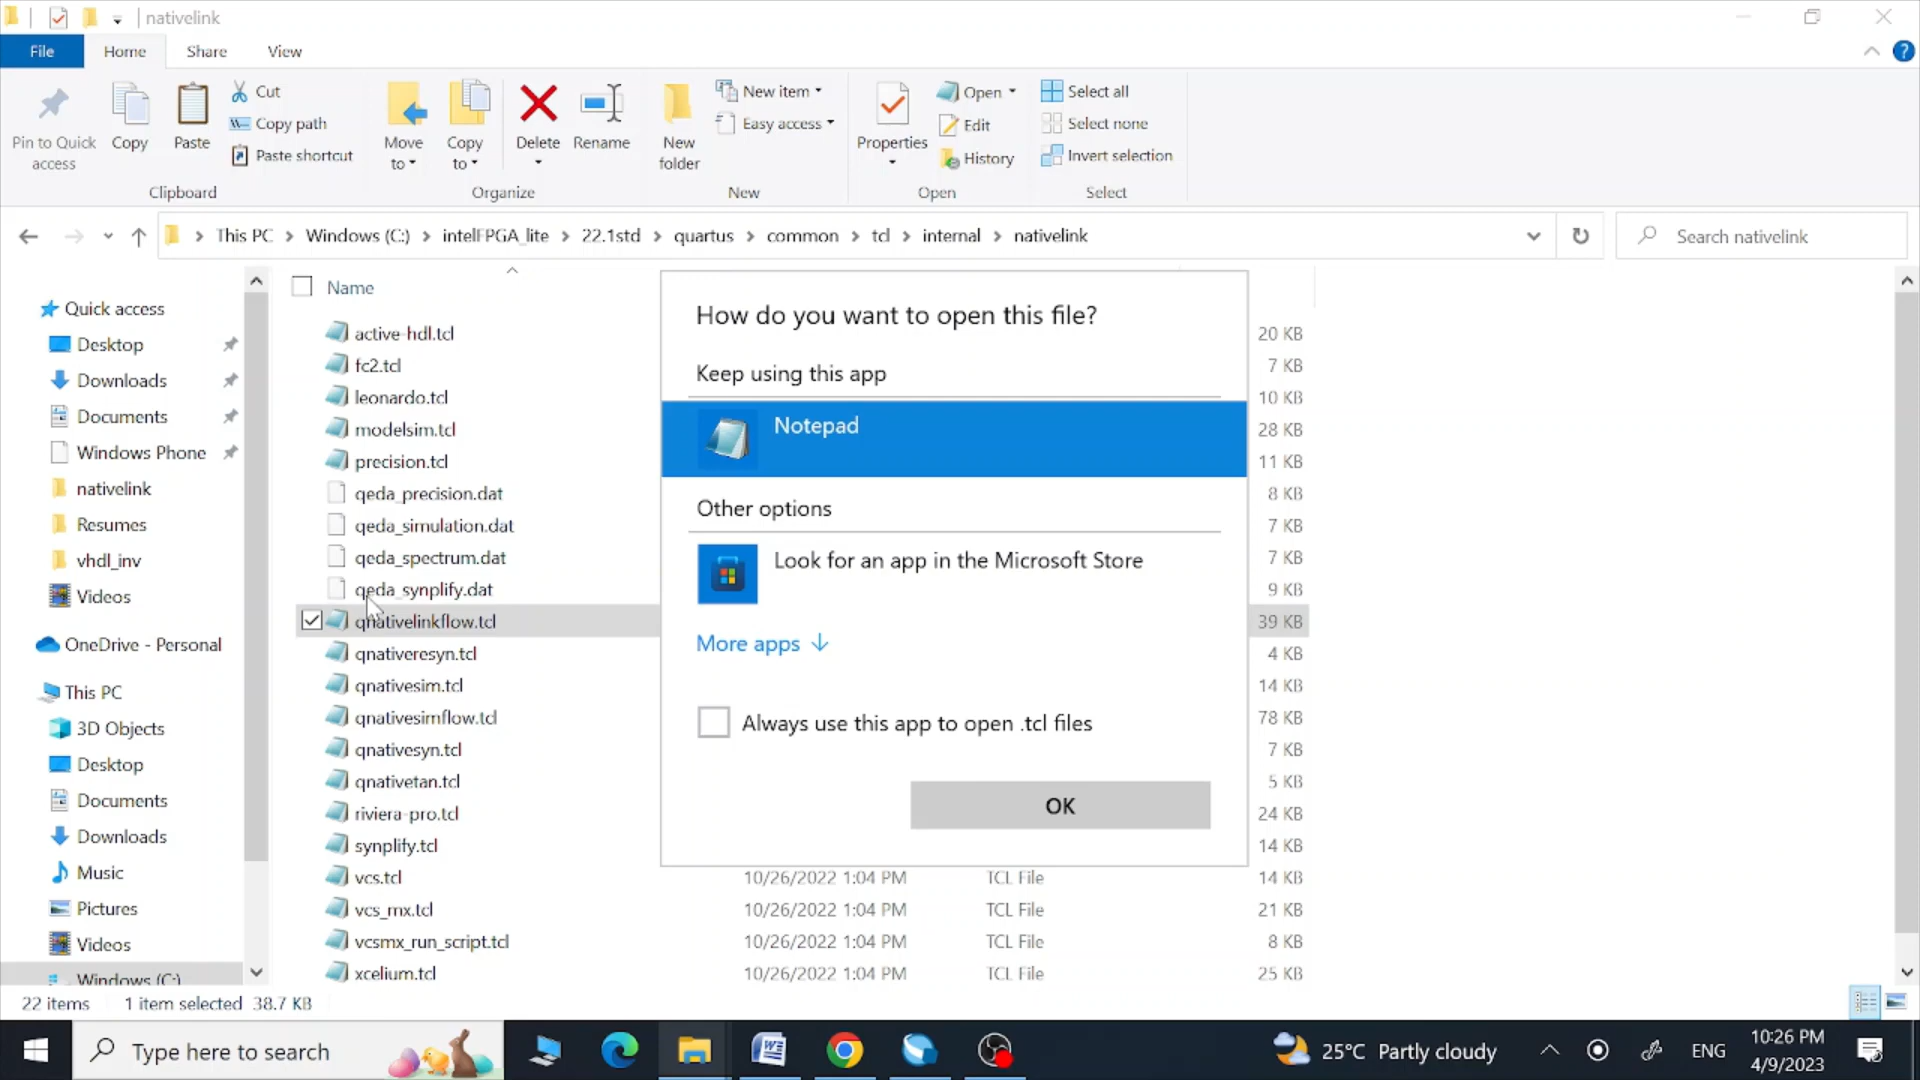 nativelink
File Home Share View
Pin to Quick access
Copy
Paste
Cut
Copy path
Paste shortcut
Clipboard
Move to
Copy to
Delete
Rename
Organize
New folder
New item
Easy access
New
Properties
Open
Edit
History
Open
Select all
Select none
Invert selection
Select
This PC > Windows (C:) > intelFPGA_lite > 22.1std > quartus > common > tcl > internal > nativelink
Search nativelink
Quick access
Desktop
Downloads
Documents
Windows Phone
nativelink
Resumes
vhdl_inv
Videos
OneDrive - Personal
This PC
3D Objects
Desktop
Documents
Downloads
Music
Pictures
Videos
Windows (C:)
Name
active-hdl.tcl 20 KB
fc2.tcl 7 KB
leonardo.tcl 10 KB
modelsim.tcl 28 KB
precision.tcl 11 KB
qeda_precision.dat 8 KB
qeda_simulation.dat 7 KB
qeda_spectrum.dat 7 KB
qeda_synplify.dat 9 KB
qnativelinkflow.tcl 39 KB
qnativeresyn.tcl 4 KB
qnativesim.tcl 14 KB
qnativesimflow.tcl 78 KB
qnativesyn.tcl 7 KB
qnativetan.tcl 5 KB
riviera-pro.tcl 24 KB
synplify.tcl 14 KB
vcs.tcl 10/26/2022 1:04 PM TCL File 14 KB
vcs_mx.tcl 10/26/2022 1:04 PM TCL File 21 KB
vcsmx_run_script.tcl 10/26/2022 1:04 PM TCL File 8 KB
xcelium.tcl 10/26/2022 1:04 PM TCL File 25 KB
How do you want to open this file?
Keep using this app
Notepad
Other options
Look for an app in the Microsoft Store
More apps
Always use this app to open .tcl files
OK
22 items 1 item selected 38.7 KB
Type here to search
25°C Partly cloudy
ENG
10:26 PM
4/9/2023